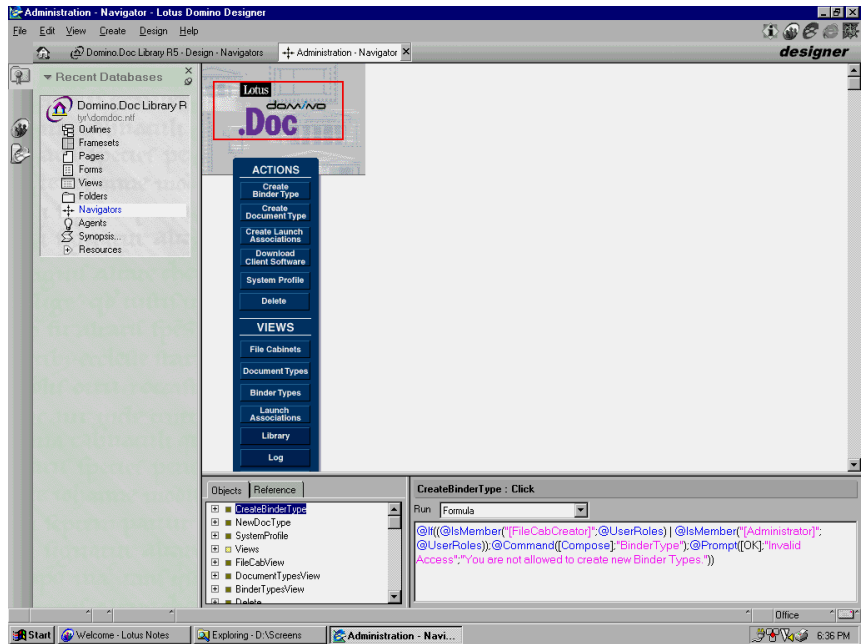 Administration - Navigator - Lotus Domino Designer
File Edit View Create Design Help
Domino.Doc Library R5 - Design - Navigators
Administration - Navigator
designer
Recent Databases
Domino.Doc Library R
tyr\domdoc.ntf
Outlines
Framesets
Pages
Forms
Views
Folders
Navigators
Agents
Synopsis...
Resources
Lotus
domino
.Doc
ACTIONS
Create
Binder Type
Create
Document Type
Create Launch
Associations
Download
Client Software
System Profile
Delete
VIEWS
File Cabinets
Document Types
Binder Types
Launch
Associations
Library
Log
Objects Reference
CreateBinderType
NewDocType
SystemProfile
Views
FileCabView
DocumentTypesView
BinderTypesView
Delete
CreateBinderType : Click
Run Formula
@If((@IsMember("[FileCabCreator]";@UserRoles) | @IsMember("[Administrator]";
@UserRoles));@Command([Compose];"BinderType");@Prompt([OK];"Invalid
Access";"You are not allowed to create new Binder Types."))
Office
Start
Welcome - Lotus Notes
Exploring - D:\Screens
Administration - Navi...
6:36 PM